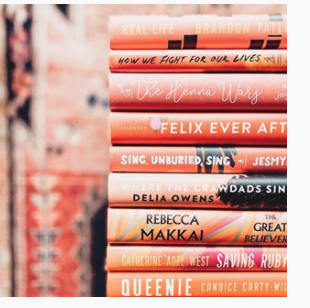 REAL LIFE BRANDON TAYL
HOW WE FIGHT FOR OUR LIVES
The Henna Wars
FELIX EVER AFT
SING, UNBURIED, SING JESMY
WHERE THE CRAWDADS SIN
DELIA OWENS
REBECCA THE
MAKKAI GREAT
BELIEVER
CATHERINE ADEL WEST SAVING RUBY
QUEENIE CANDICE CARTY-WIL